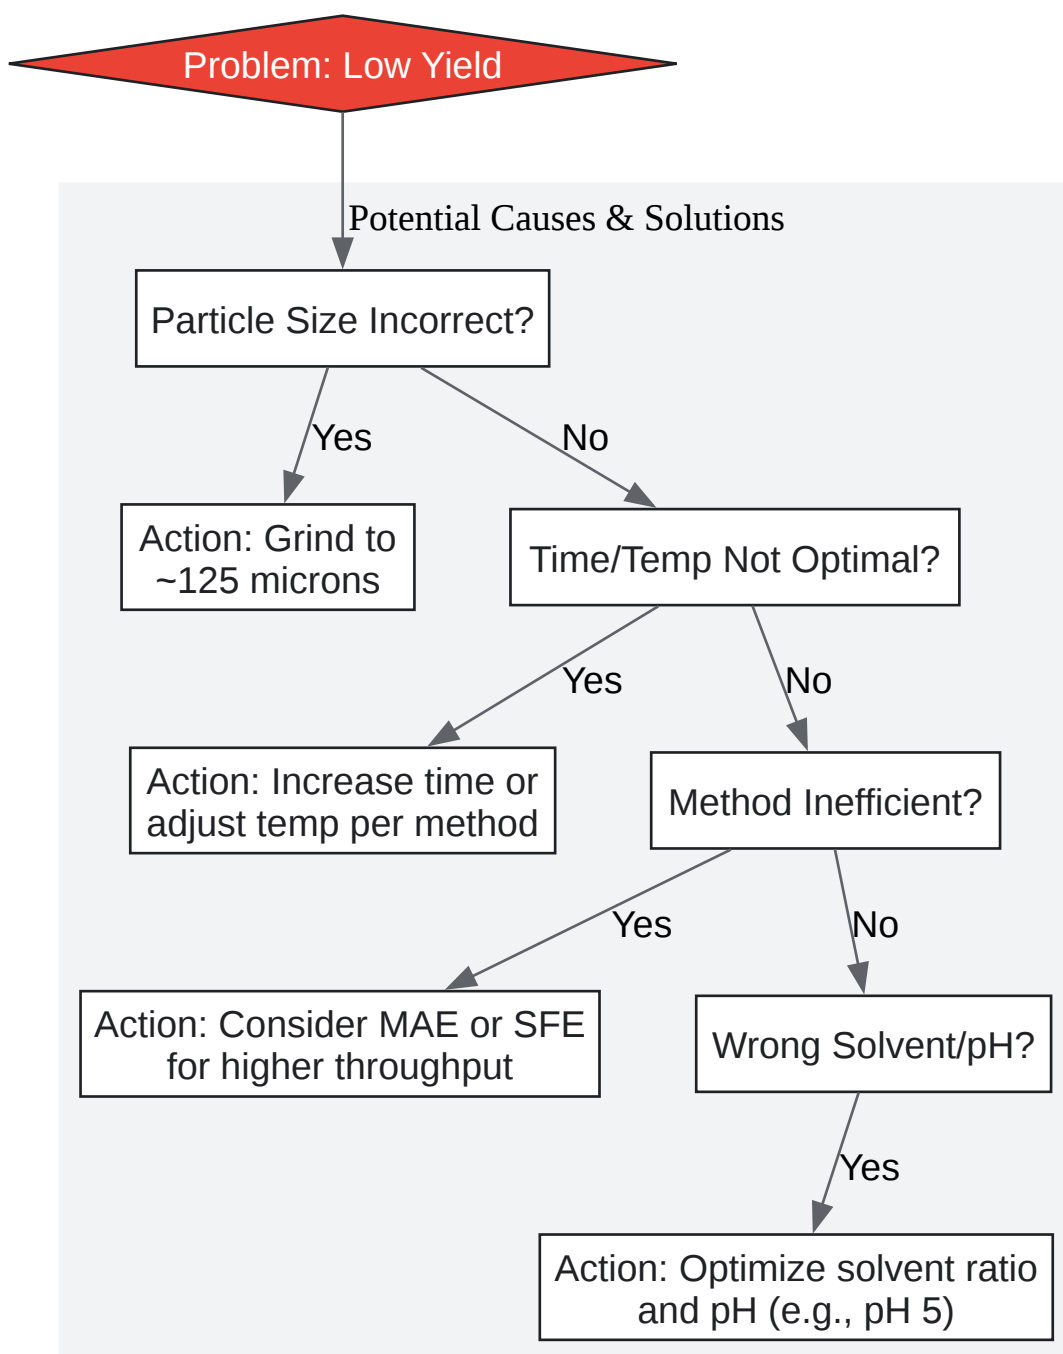 Problem: Low Yield
Potential Causes & Solutions
Particle Size Incorrect?
Yes
No
Action: Grind to
~125 microns
Time/Temp Not Optimal?
Yes
No
Action: Increase time or
adjust temp per method
Method Inefficient?
Yes
No
Action: Consider MAE or SFE
for higher throughput
Wrong Solvent/pH?
Yes
Action: Optimize solvent ratio
and pH (e.g., pH 5)